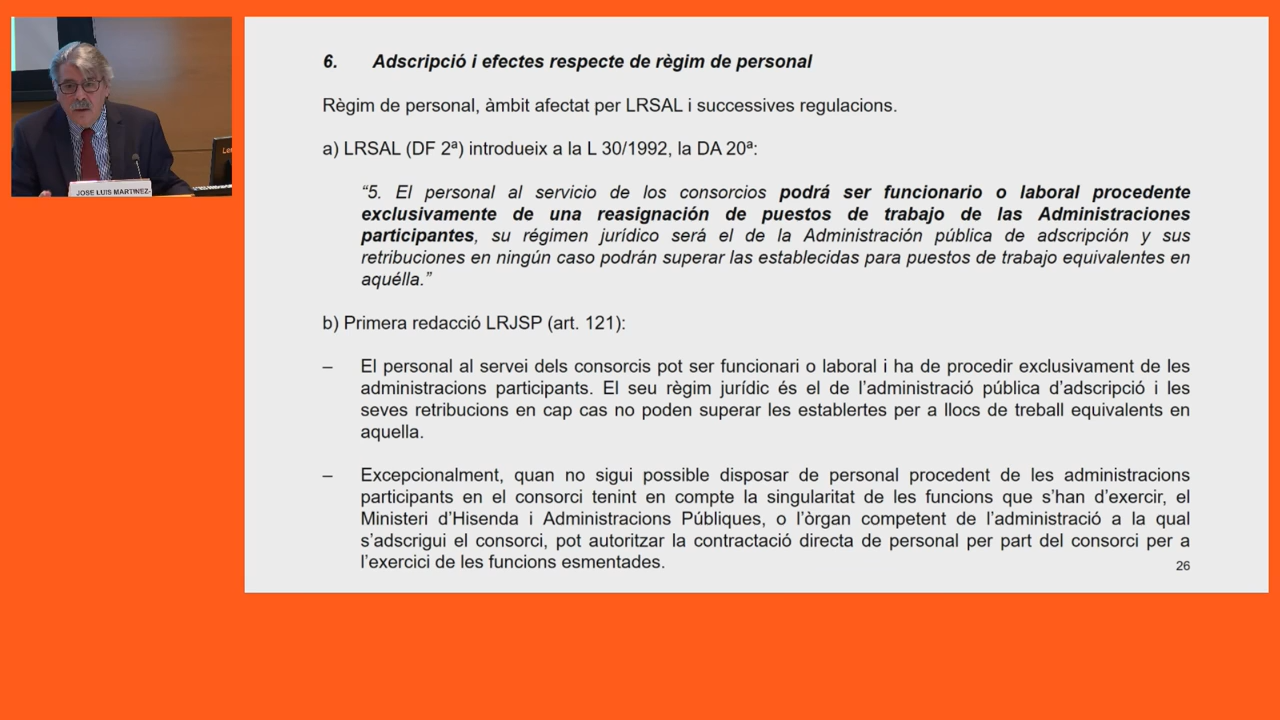 6. Adscripció i efectes respecte de règim de personal
Règim de personal, àmbit afectat per LRSAL i successives regulacions.
a) LRSAL (DF 2ª) introdueix a la L 30/1992, la DA 20ª:
“5. El personal al servicio de los consorcios podrá ser funcionario o laboral procedente
exclusivamente de una reasignación de puestos de trabajo de las Administraciones
participantes, su régimen jurídico será el de la Administración pública de adscripción y sus
retribuciones en ningún caso podrán superar las establecidas para puestos de trabajo equivalentes en
aquélla.”
b) Primera redacció LRJSP (art. 121):
– El personal al servei dels consorcis pot ser funcionari o laboral i ha de procedir exclusivament de les
administracions participants. El seu règim jurídic és el de l’administració pública d’adscripció i les
seves retribucions en cap cas no poden superar les establertes per a llocs de treball equivalents en
aquella.
– Excepcionalment, quan no sigui possible disposar de personal procedent de les administracions
participants en el consorci tenint en compte la singularitat de les funcions que s’han d’exercir, el
Ministeri d’Hisenda i Administracions Públiques, o l’òrgan competent de l’administració a la qual
s’adscrigui el consorci, pot autoritzar la contractació directa de personal per part del consorci per a
l’exercici de les funcions esmentades.
26
JOSE LUIS MARTINEZ-